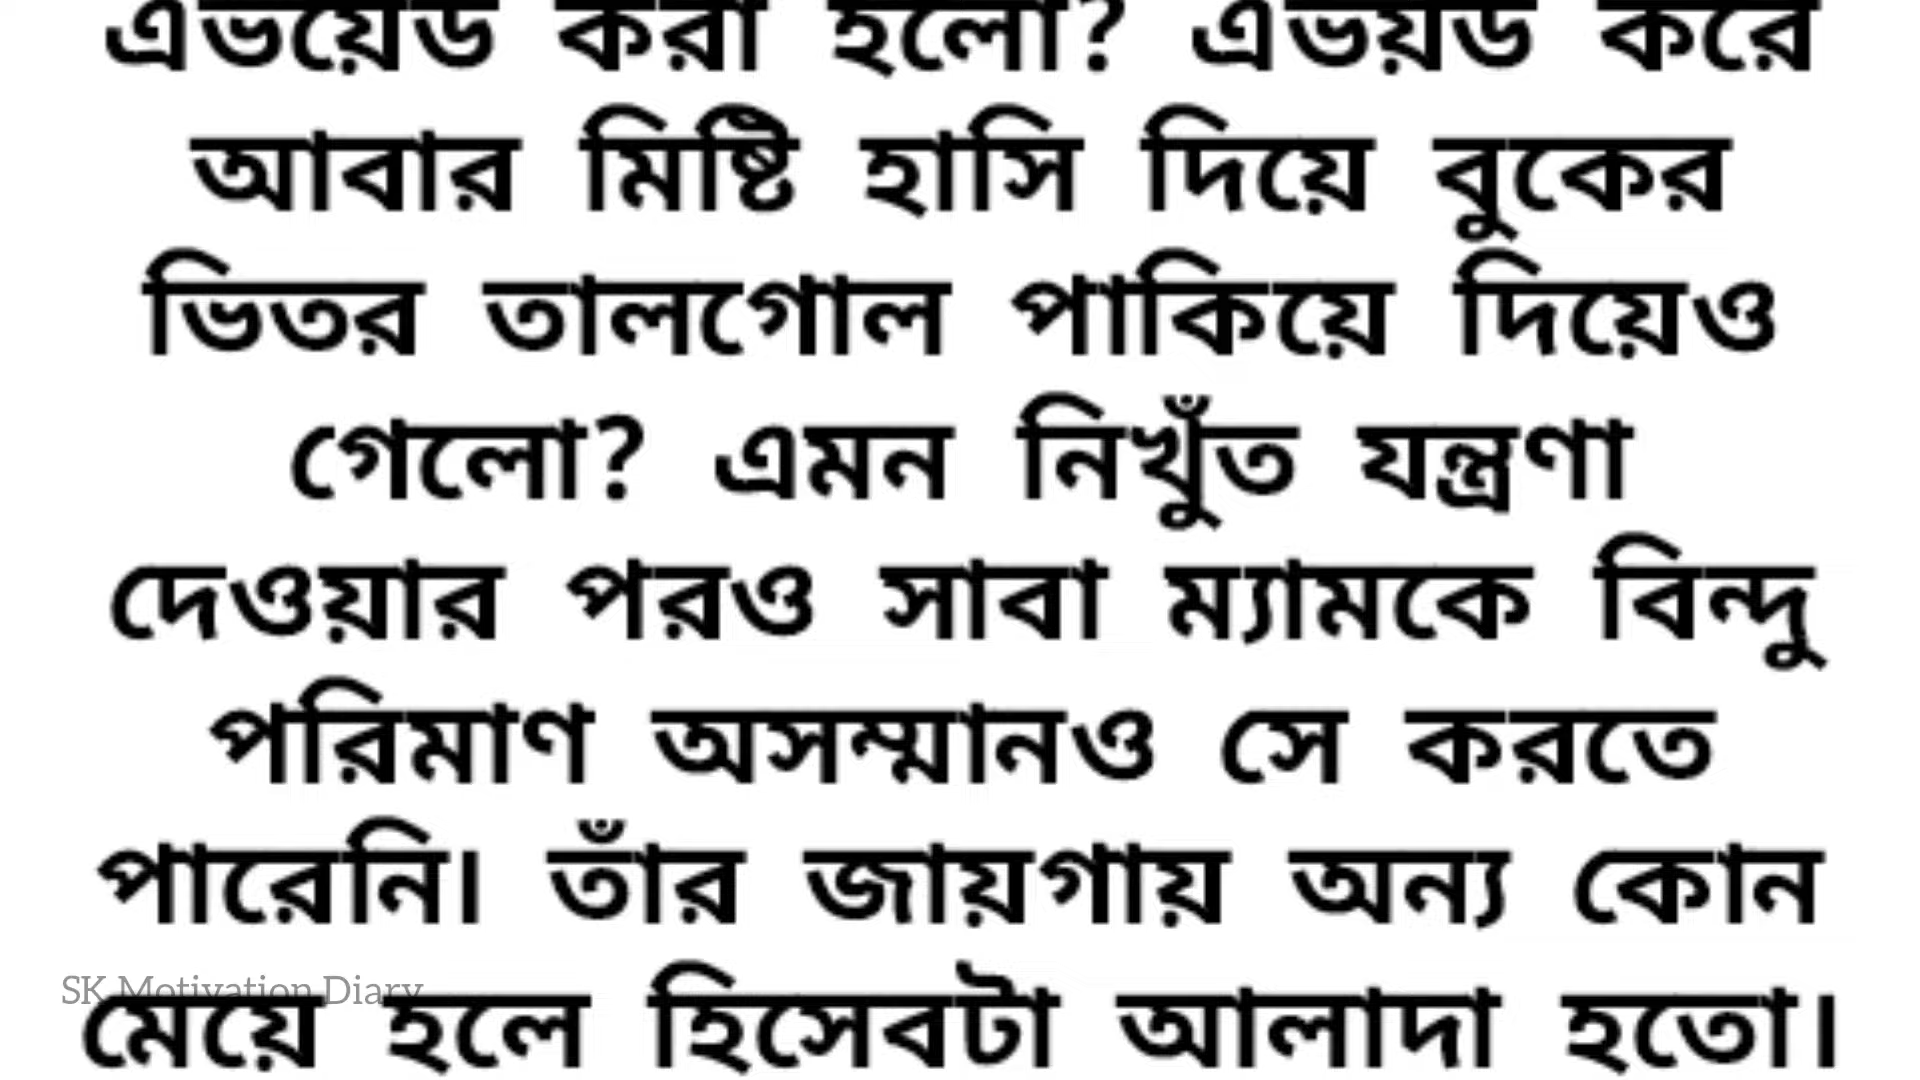 এভয়েড করা হলো? এভয়ড করে
আবার মিষ্টি হাসি দিয়ে বুকের
ভিতর তালগোল পাকিয়ে দিয়েও
গেলো? এমন নিখুঁত যন্ত্রণা
দেওয়ার পরও সাবা ম্যামকে বিন্দু
পরিমাণ অসম্মানও সে করতে
পারেনি। তাঁর জায়গায় অন্য কোন
SK Motivation Diary
মেয়ে হলে হিসেবটা আলাদা হতো।